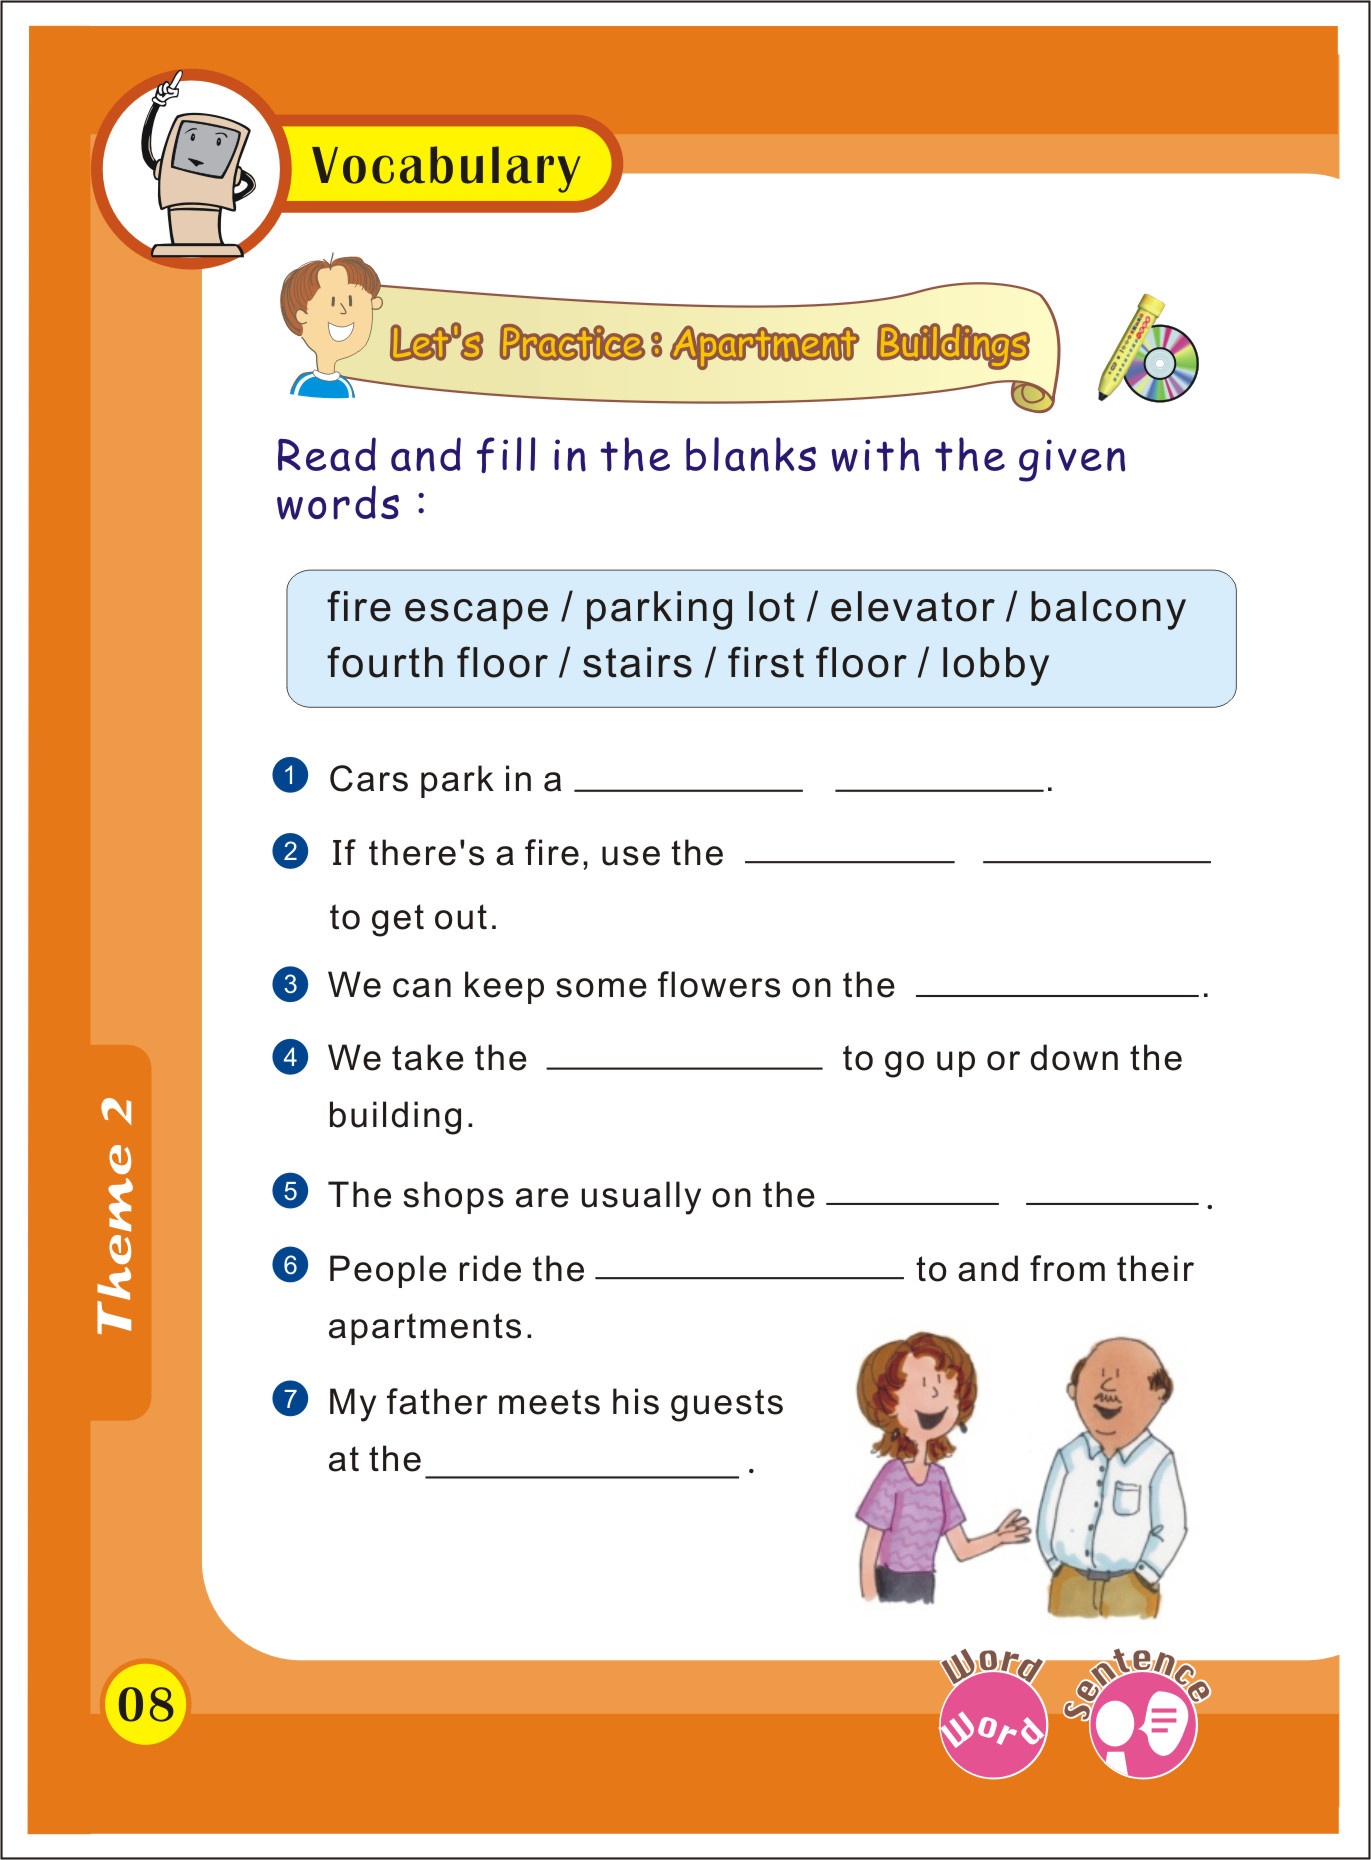 Vocabulary
Let's Practice : Apartment Buildings
Read and fill in the blanks with the given
words :
fire escape / parking lot / elevator / balcony
fourth floor / stairs / first floor / lobby
1 Cars park in a ____________ ____________.
2 If there's a fire, use the ____________ ____________
to get out.
3 We can keep some flowers on the ____________.
4 We take the ____________ to go up or down the
building.
5 The shops are usually on the ____________ ____________.
6 People ride the ____________ to and from their
apartments.
7 My father meets his guests
at the ____________.
Theme 2
08
Word
Word
Sentence